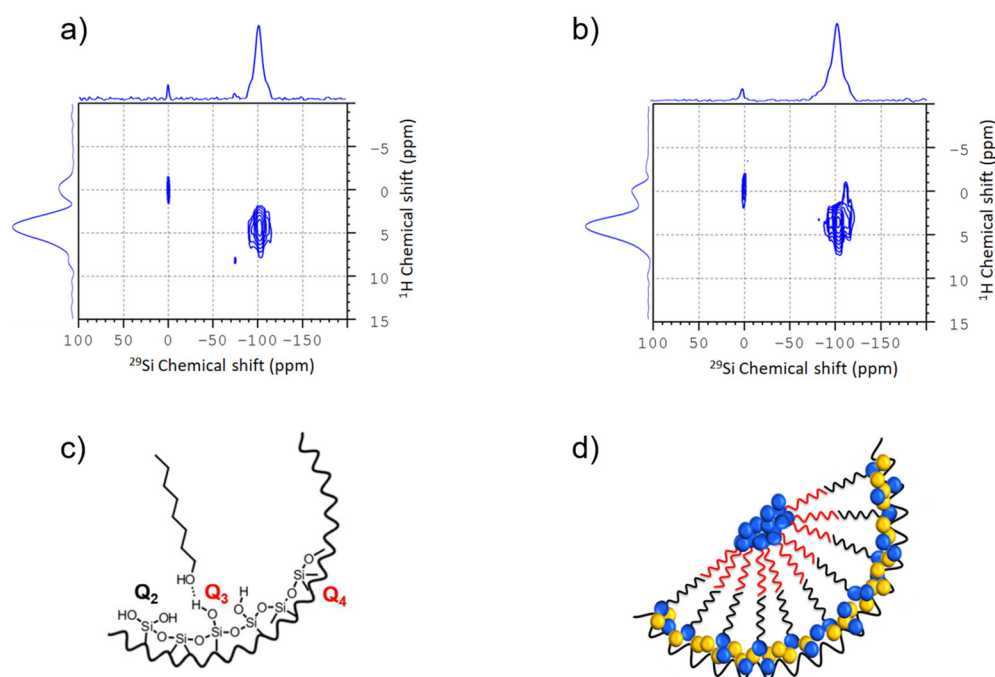 a)
-5
0
5
10
15
¹H Chemical shift (ppm)
100 50 0 -50 -100 -150
²⁹Si Chemical shift (ppm)
b)
-5
0
5
10
15
¹H Chemical shift (ppm)
100 50 0 -50 -100 -150
²⁹Si Chemical shift (ppm)
c)
HO
Q₂
Q₃
H
H
O
O
HO
OH
Si
O
Si
O
Si
O
Si
O
Si
O
Si
O
Q₄
d)